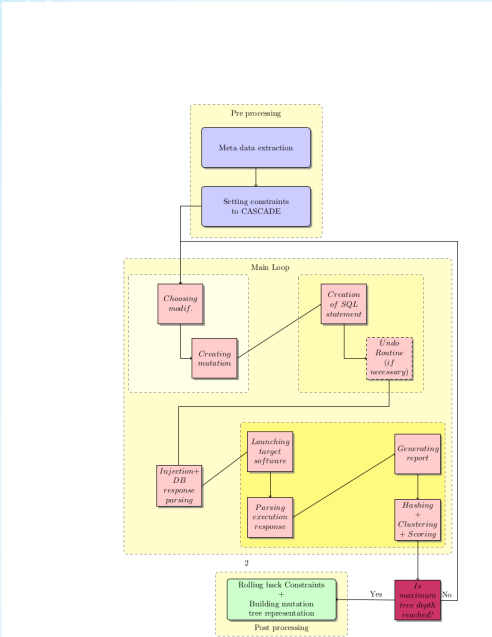 Pre processing
Meta data extraction
Setting constraints
to CASCADE
Main Loop
Choosing
modif.
Creating
mutation
Creation
of SQL
statement
Undo
Routine
(if
necessary)
Injection+
DB
response
parsing
Launching
target
software
Parsing
execution
response
Generating
report
Hashing
+
Clustering
+ Scoring
2
Is
maximum
tree depth
reached?
No
Yes
Rolling back Constraints
+
Building mutation
tree representation
Post processing